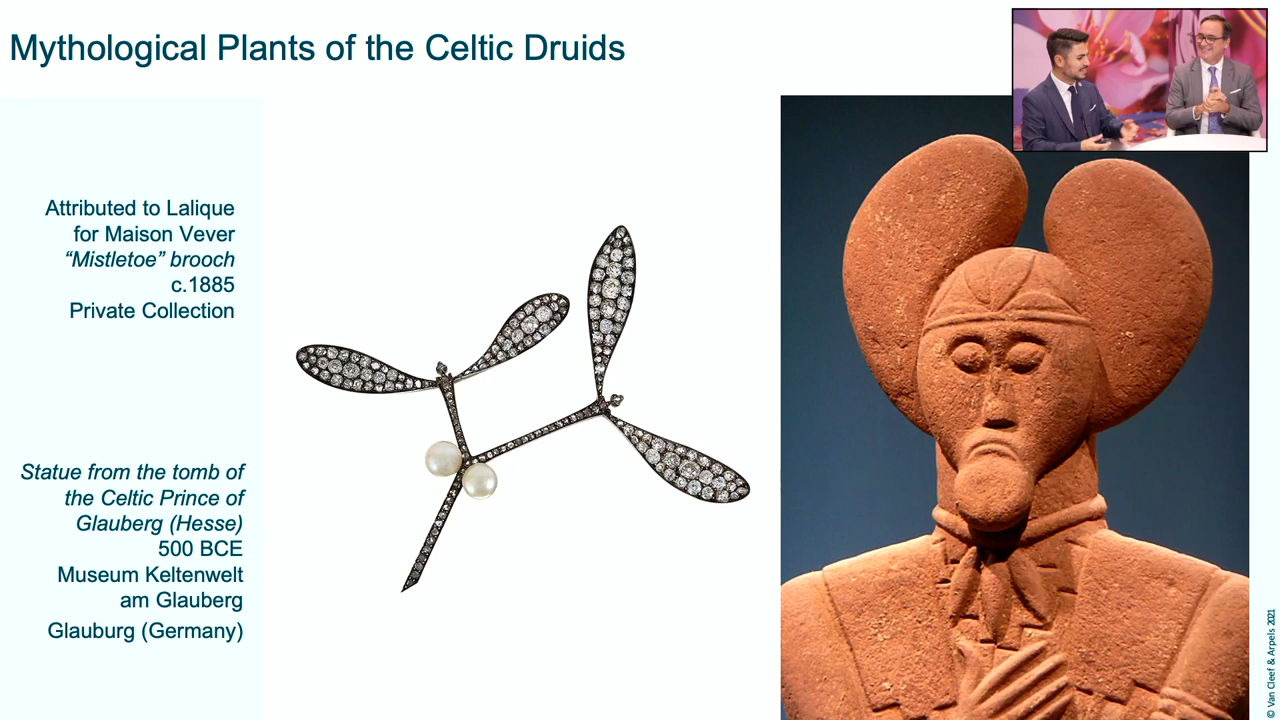 Mythological Plants of the Celtic Druids
Attributed to Lalique
for Maison Vever
“Mistletoe” brooch
c.1885
Private Collection
Statue from the tomb of
the Celtic Prince of
Glauberg (Hesse)
500 BCE
Museum Keltenwelt
am Glauberg
Glauburg (Germany)
© Van Cleef & Arpels 2021